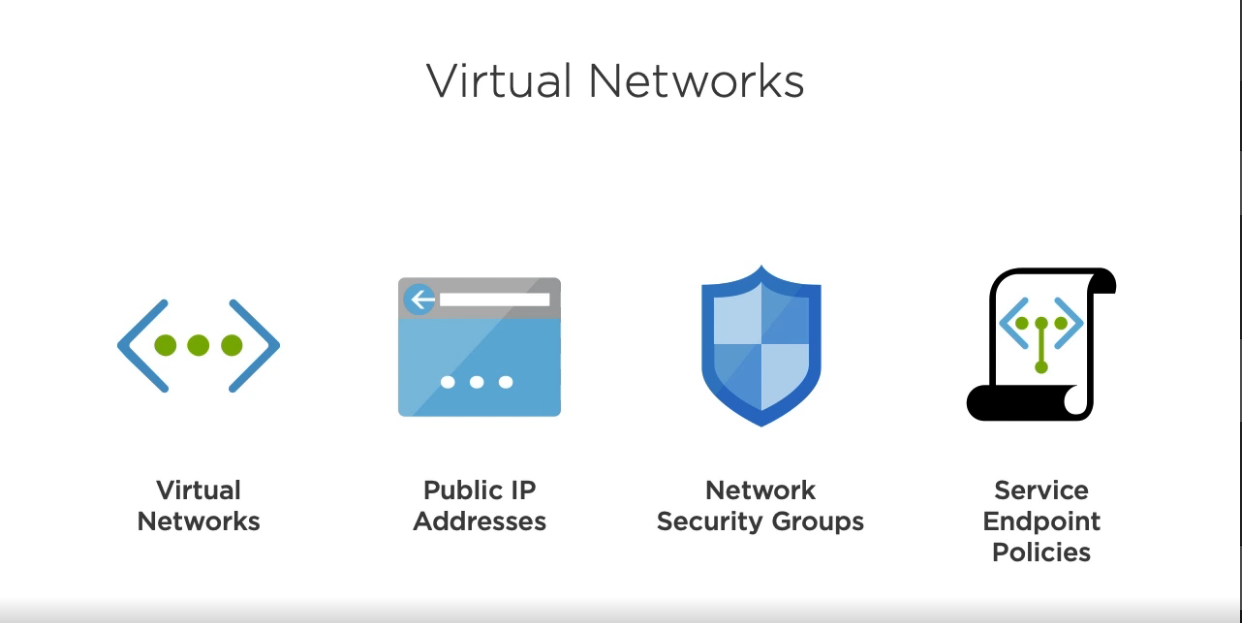 Virtual Networks
Virtual
Networks
Public IP
Addresses
Network
Security Groups
Service
Endpoint
Policies